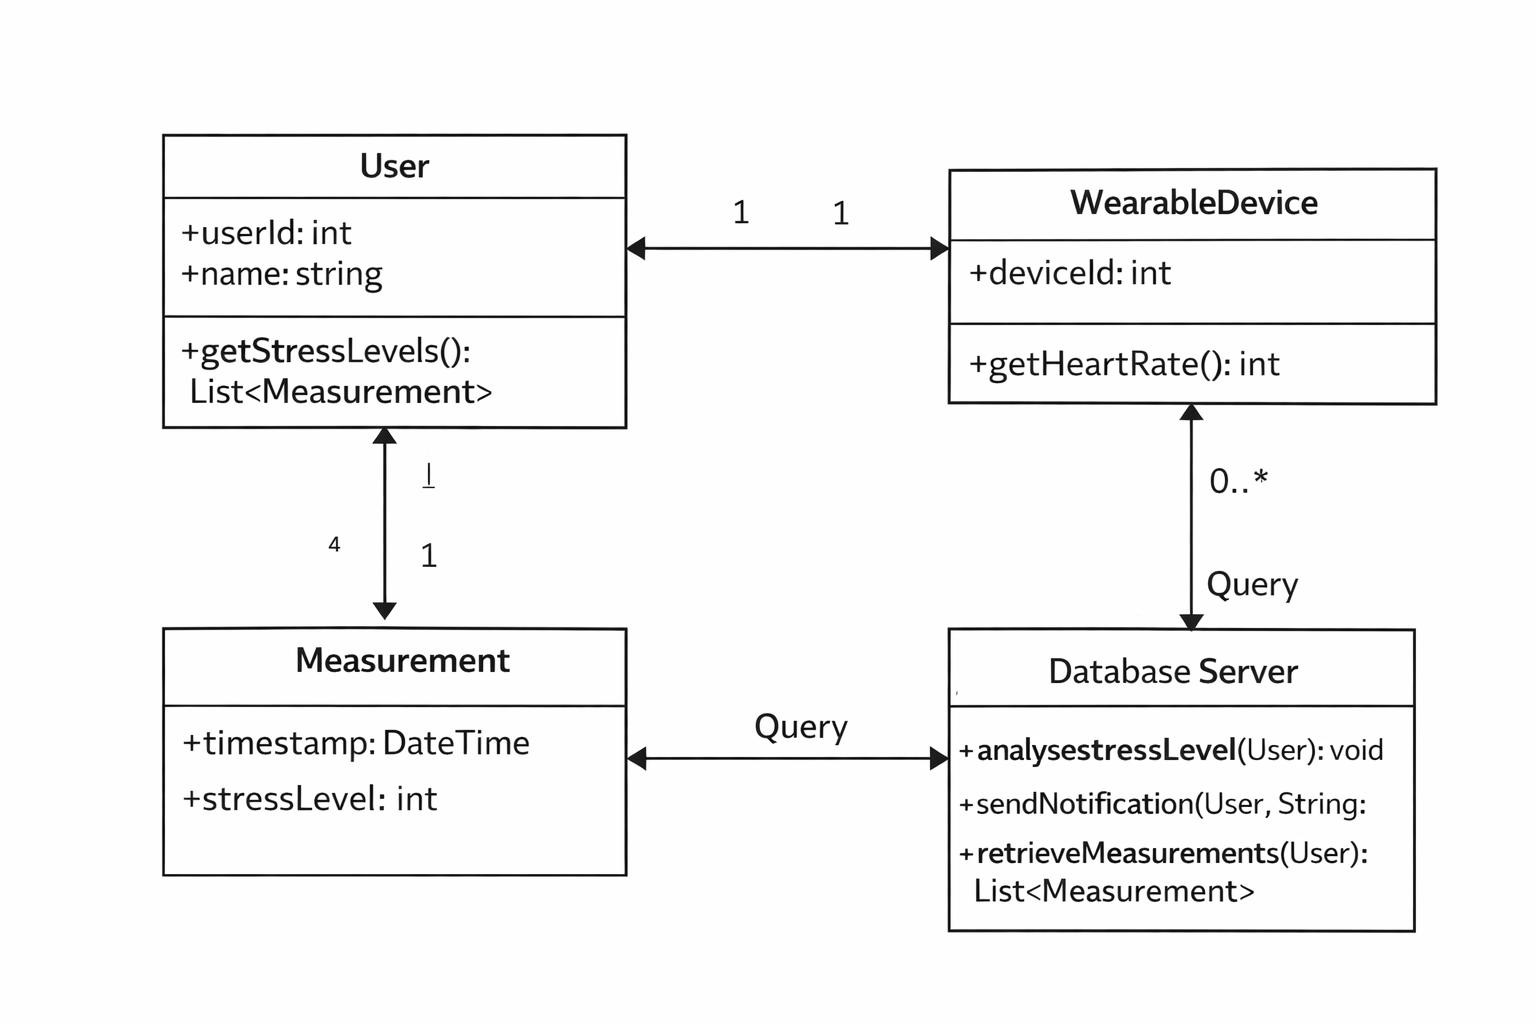 User
+userId: int
+name: string
+getStressLevels():
List<Measurement>
1 1
WearableDevice
+deviceId: int
+getHeartRate(): int
4
1
0..*
Query
Measurement
+timestamp: DateTime
+stressLevel: int
Query
Database Server
+analysestressLevel(User): void
+sendNotification(User, String:
+retrieveMeasurements(User):
List<Measurement>